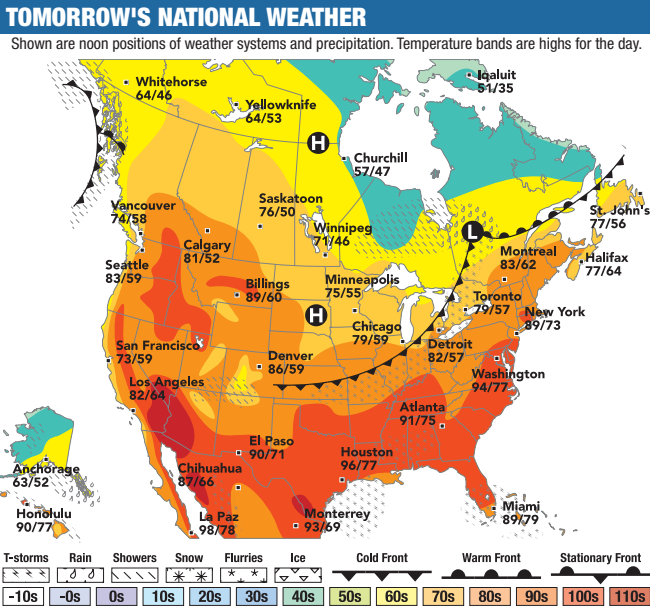 TOMORROW'S NATIONAL WEATHER
Shown are noon positions of weather systems and precipitation. Temperature bands are highs for the day.
Iqaluit
51/35
Whitehorse
64/46
Yellowknife
64/53
H
Churchill
57/47
Vancouver
74/58
Saskatoon
76/50
St. John's
77/56
Winnipeg
71/46
L
Calgary
81/52
Montreal
83/62
Halifax
77/64
Seattle
83/59
Billings
89/60
Minneapolis
75/55
Toronto
79/57
H
New York
89/73
Chicago
79/59
San Francisco
73/59
Detroit
82/57
Denver
86/59
Washington
94/77
Los Angeles
82/64
Atlanta
91/75
El Paso
90/71
Houston
96/77
Anchorage
63/52
Chihuahua
87/66
Honolulu
90/77
La Paz
98/78
Monterrey
93/69
Miami
89/79
T-storms Rain Showers Snow Flurries Ice Cold Front Warm Front Stationary Front
-10s -0s 0s 10s 20s 30s 40s 50s 60s 70s 80s 90s 100s 110s